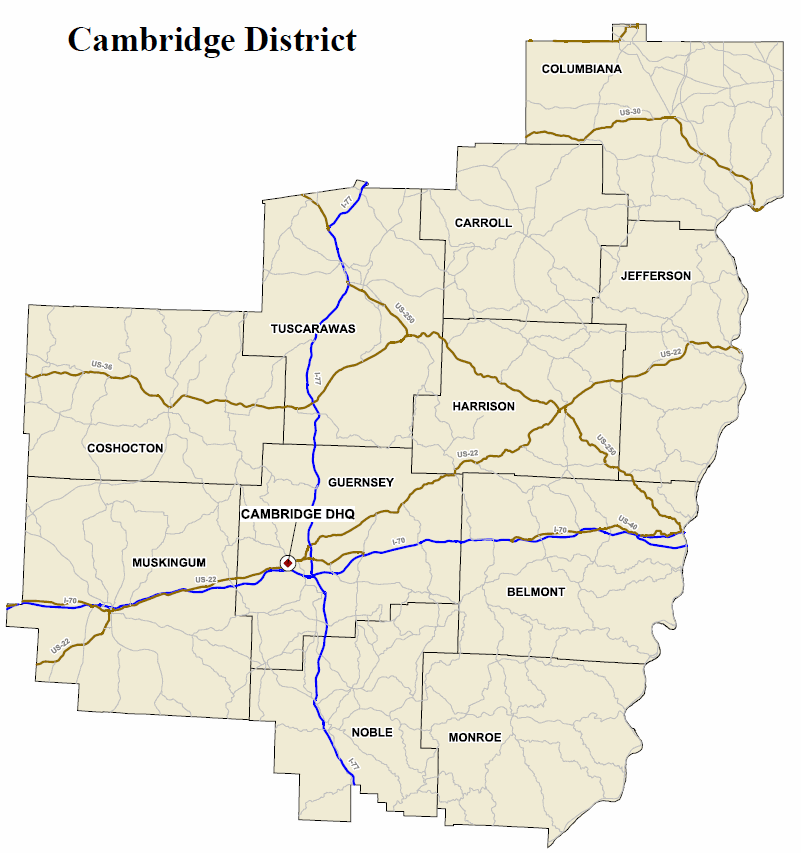 Cambridge District
COLUMBIANA
US-30
I-77
CARROLL
JEFFERSON
US-250
TUSCARAWAS
US-22
US-36
I-77
HARRISON
COSHOCTON
US-250
US-22
GUERNSEY
CAMBRIDGE DHQ
US-40
I-70
I-70
MUSKINGUM
US-22
BELMONT
I-70
US-22
NOBLE
MONROE
I-77